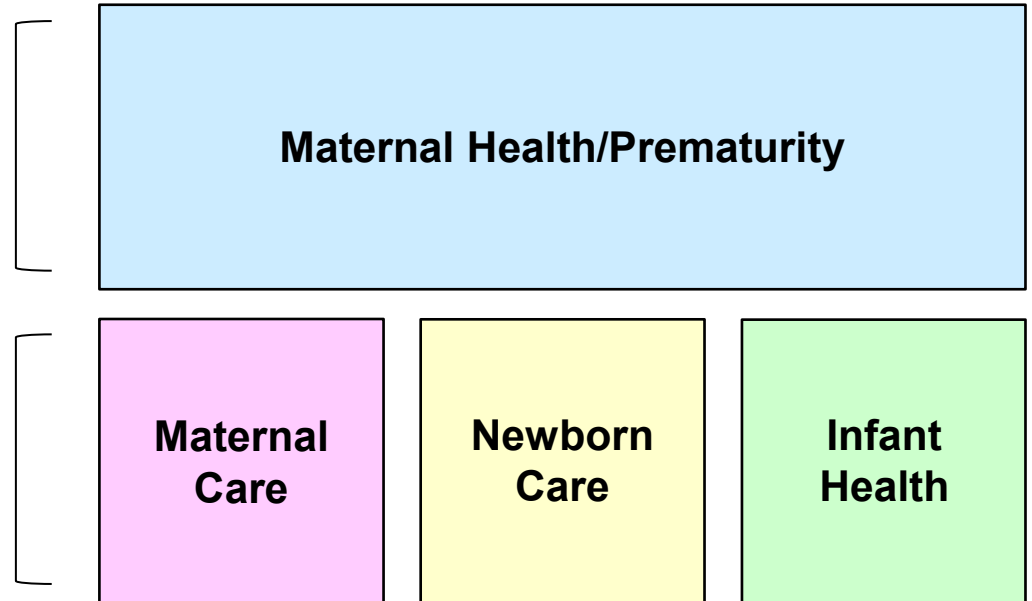 Maternal Health/Prematurity
Maternal
Care
Newborn
Care
Infant
Health